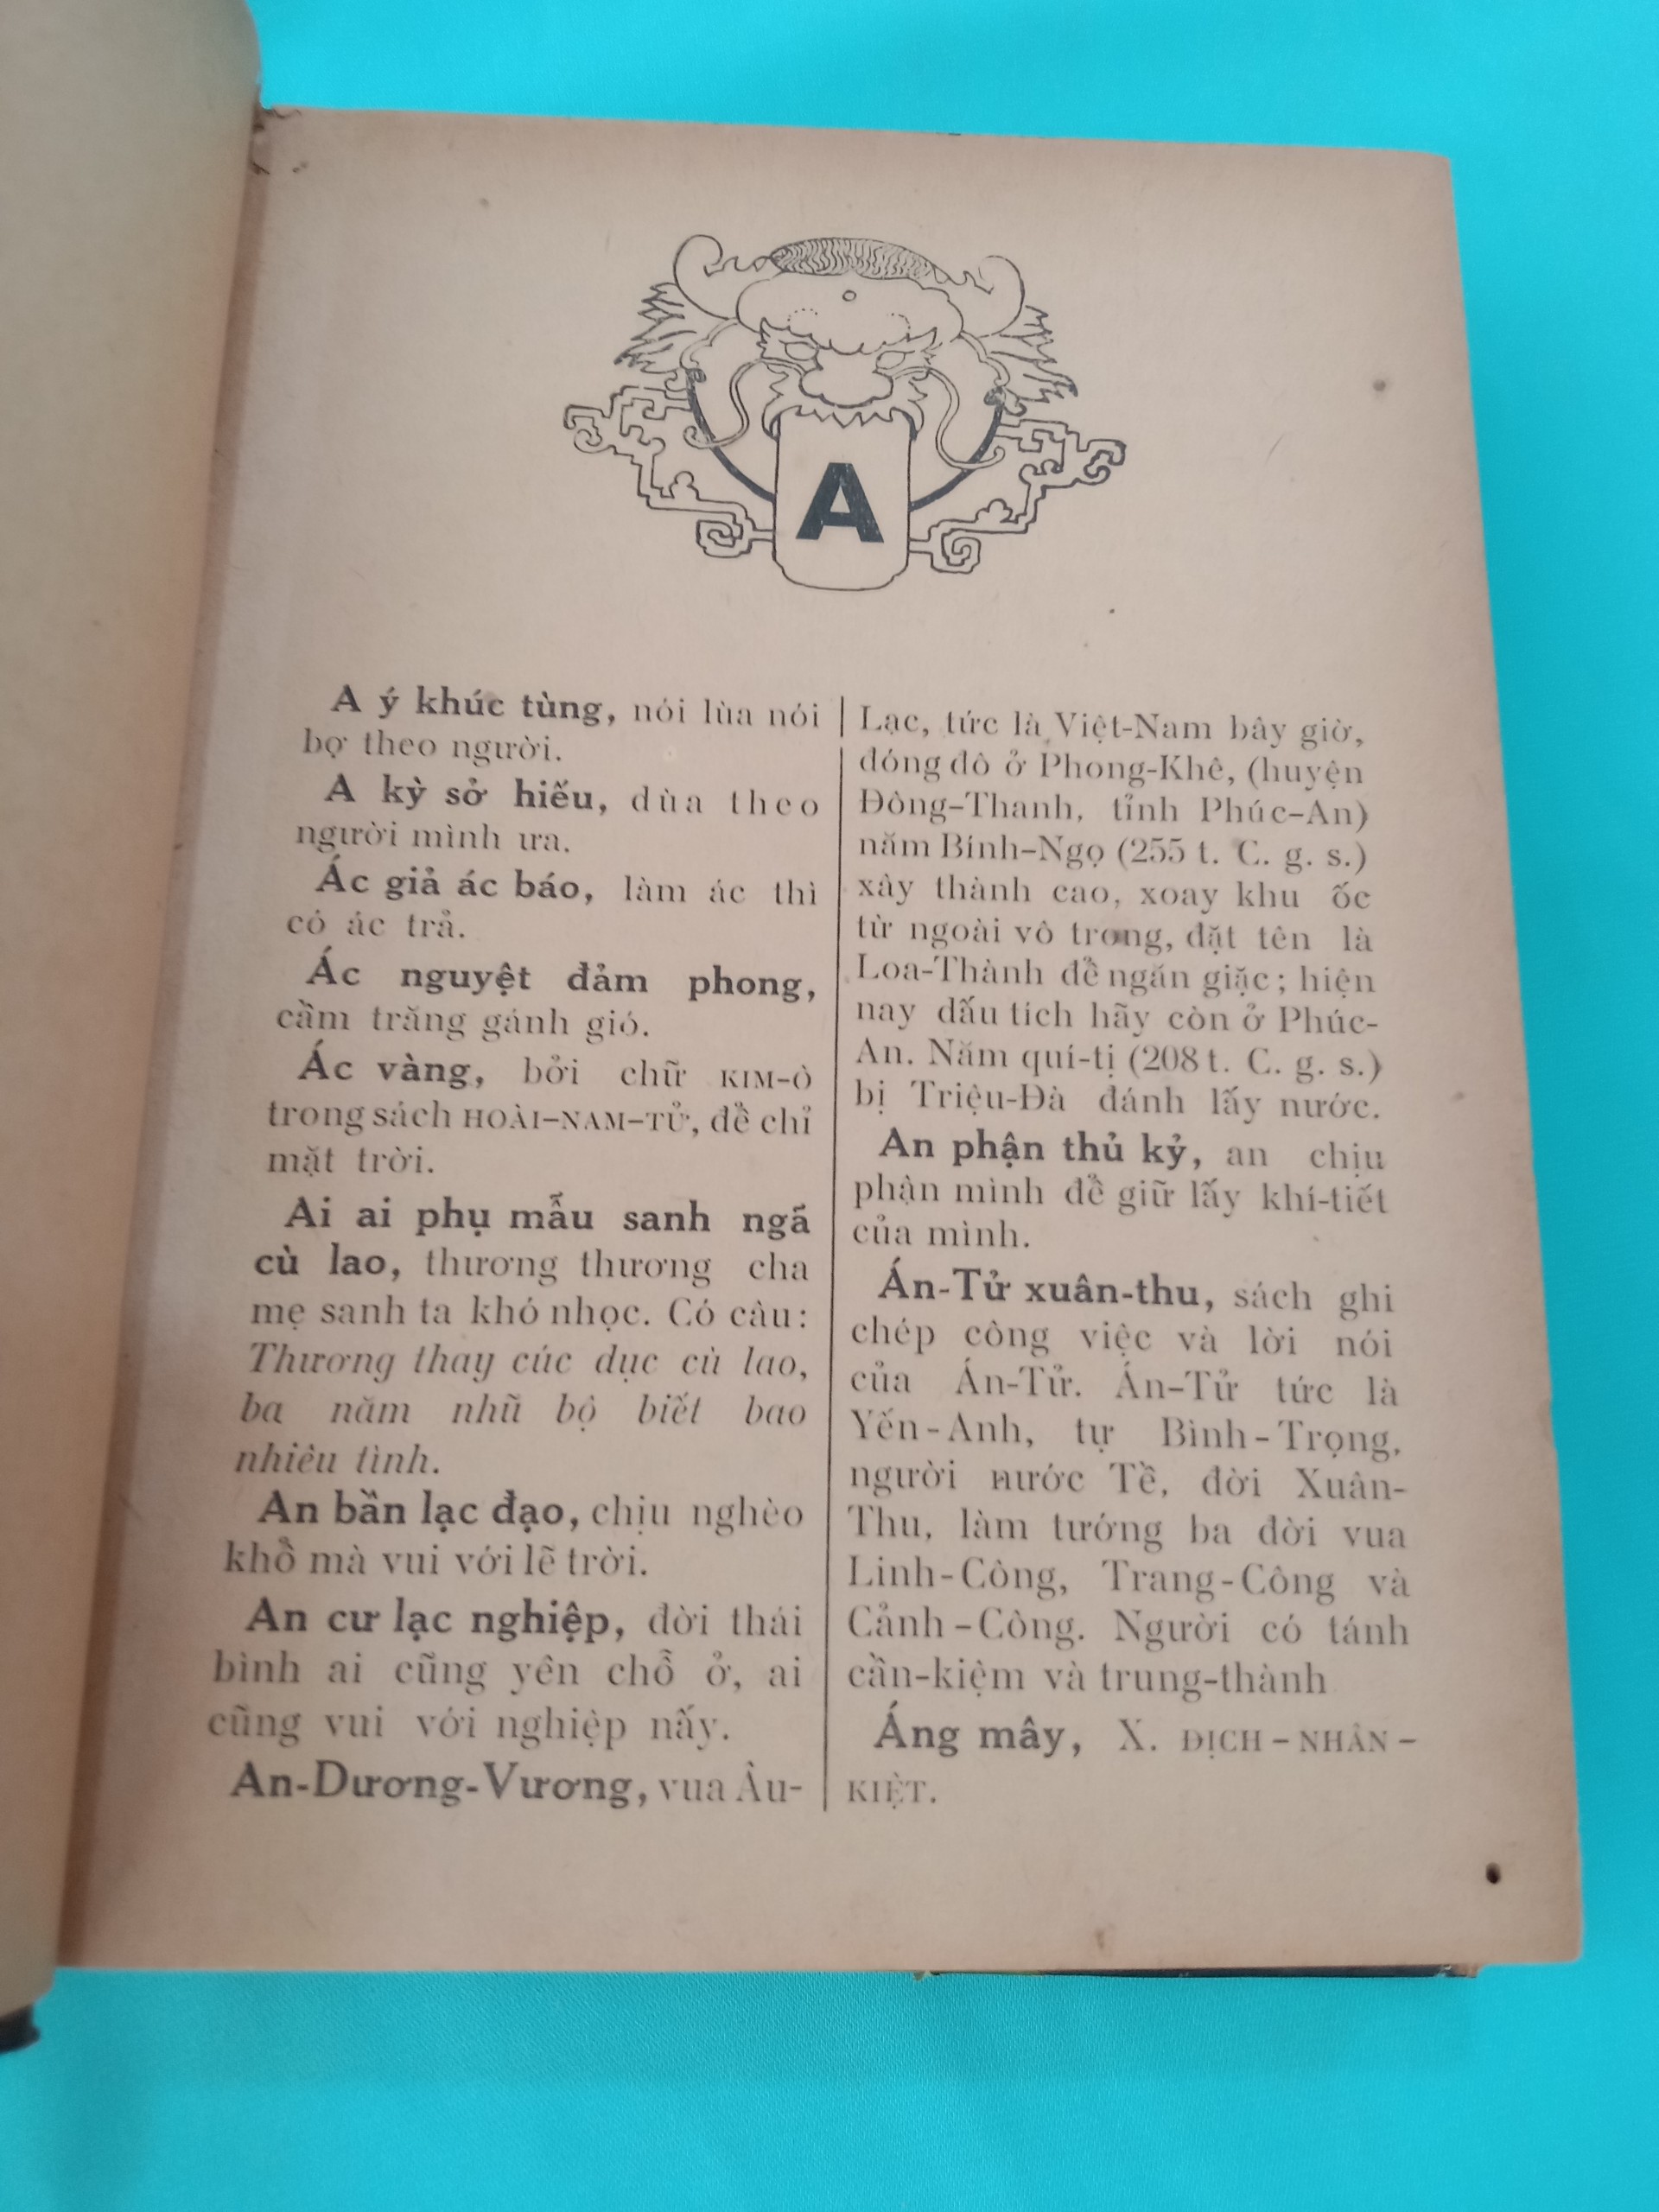 A
A ý khúc tùng, nói lùa nói
bợ theo người.
A kỳ sở hiếu, dùa theo
người mình ưa.
Ác giả ác báo, làm ác thì
có ác trả.
Ác nguyệt đảm phong,
cầm trăng gánh gió.
Ác vàng, bởi chữ KIM-Ô
trong sách HOÀI-NAM-TỬ, để chỉ
mặt trời.
Ai ai phụ mẫu sanh ngã
cù lao, thương thương cha
mẹ sanh ta khó nhọc. Có câu:
Thương thay cúc dục cù lao,
ba năm nhũ bộ biết bao
nhiêu tình.
An bần lạc đạo, chịu nghèo
khổ mà vui với lẽ trời.
An cư lạc nghiệp, đời thái
bình ai cũng yên chỗ ở, ai
cũng vui với nghiệp nấy.
An-Dương-Vương, vua Âu-
Lạc, tức là Việt-Nam bây giờ,
đóng đô ở Phong-Khê, (huyện
Đông-Thanh, tỉnh Phúc-An)
năm Bính-Ngọ (255 t. C. g. s.)
xây thành cao, xoay khu ốc
từ ngoài vô trong, đặt tên là
Loa-Thành để ngăn giặc; hiện
nay dấu tích hãy còn ở Phúc-
An. Năm quí-tị (208 t. C. g. s.)
bị Triệu-Đà đánh lấy nước.
An phận thủ kỷ, an chịu
phận mình để giữ lấy khí-tiết
của mình.
Án-Tử xuân-thu, sách ghi
chép công việc và lời nói
của Án-Tử. Án-Tử tức là
Yến-Anh, tự Bình-Trọng,
người nước Tề, đời Xuân-
Thu, làm tướng ba đời vua
Linh-Công, Trang-Công và
Cảnh-Công. Người có tánh
cần-kiệm và trung-thành
Áng mây, X. ĐỊCH-NHÂN-
KIỆT.